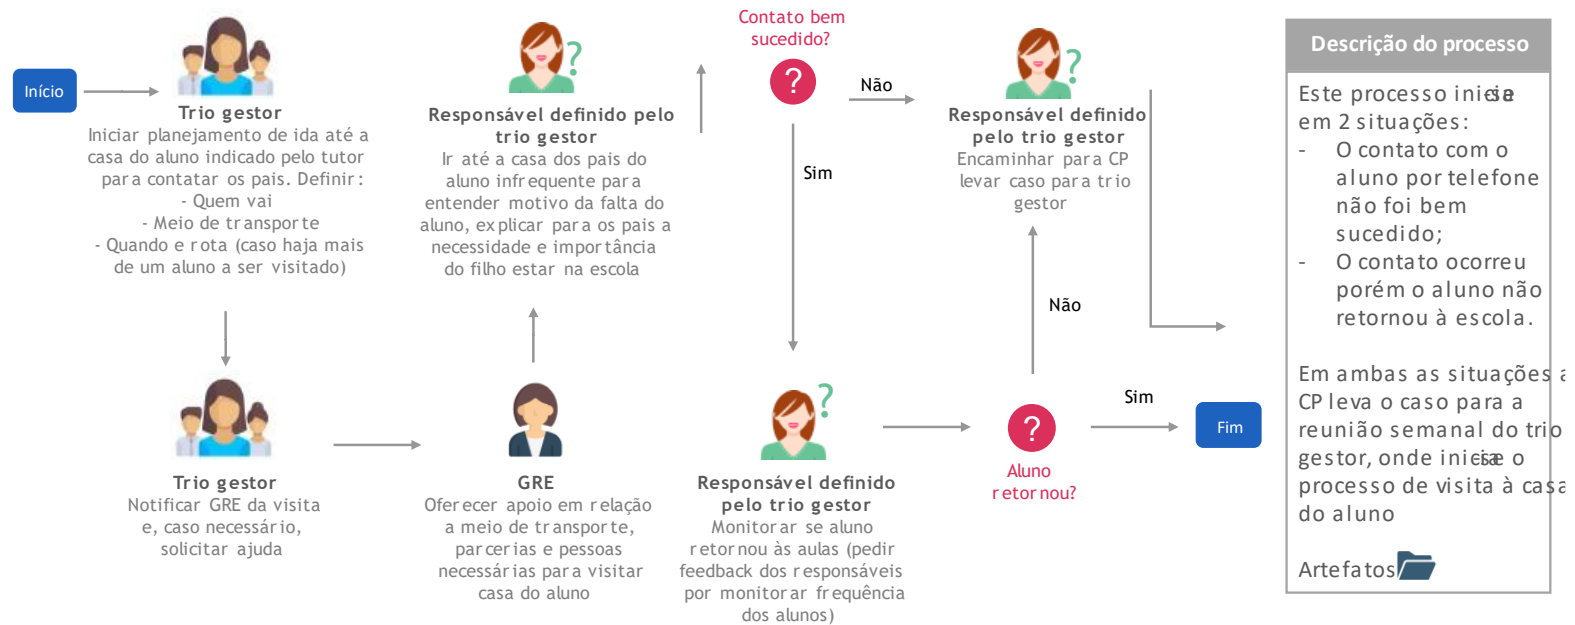 Início
Trio gestor
Iniciar planejamento de ida até a
casa do aluno indicado pelo tutor
para contatar os pais. Definir:
- Quem vai
- Meio de transporte
- Quando e rota (caso haja mais
de um aluno a ser visitado)
Trio gestor
Notificar GRE da visita
e, caso necessário,
solicitar ajuda
GRE
Oferecer apoio em relação
a meio de transporte,
parcerias e pessoas
necessárias para visitar
casa do aluno
?
Responsável definido pelo
trio gestor
Ir até a casa dos pais do
aluno infrequente para
entender motivo da falta do
aluno, explicar para os pais a
necessidade e importância
do filho estar na escola
Contato bem
sucedido?
?
Não
Sim
?
Responsável definido
pelo trio gestor
Monitorar se aluno
retornou às aulas (pedir
feedback dos responsáveis
por monitorar frequência
dos alunos)
?
Aluno
retornou?
Não
Sim
?
Responsável definido
pelo trio gestor
Encaminhar para CP
levar caso para trio
gestor
Fim
Descrição do processo
Este processo inicia-se
em 2 situações:
- O contato com o
aluno por telefone
não foi bem
sucedido;
- O contato ocorreu
porém o aluno não
retornou à escola.
Em ambas as situações a
CP leva o caso para a
reunião semanal do trio
gestor, onde inicia-se o
processo de visita à casa
do aluno
Artefatos